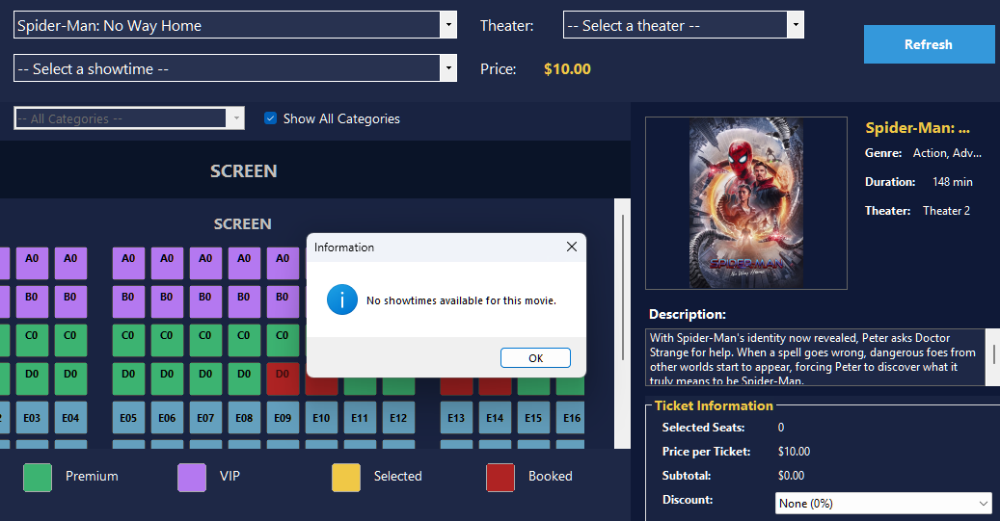 Spider-Man: No Way Home
Theater:
-- Select a theater --
Refresh
-- Select a showtime --
Price:
$10.00
-- All Categories --
Show All Categories
SCREEN
SCREEN
Spider-Man: ...
Genre: Action, Adv...
Duration: 148 min
Theater: Theater 2
SPIDER-MAN
No Way Home
Information
No showtimes available for this movie.
OK
A0 A0 A0 A0 A0 A0 A0
B0 B0 B0 B0 B0 B0 B0
C0 C0 C0 C0 C0 C0 C0
D0 D0 D0 D0 D0 D0 D0
E03 E04 E05 E06 E07 E08 E09 E10 E11 E12 E13 E14 E15 E16
Premium
VIP
Selected
Booked
Description:
With Spider-Man's identity now revealed, Peter asks Doctor
Strange for help. When a spell goes wrong, dangerous foes from
other worlds start to appear, forcing Peter to discover what it
truly means to be Spider-Man.
Ticket Information
Selected Seats: 0
Price per Ticket: $10.00
Subtotal: $0.00
Discount: None (0%)